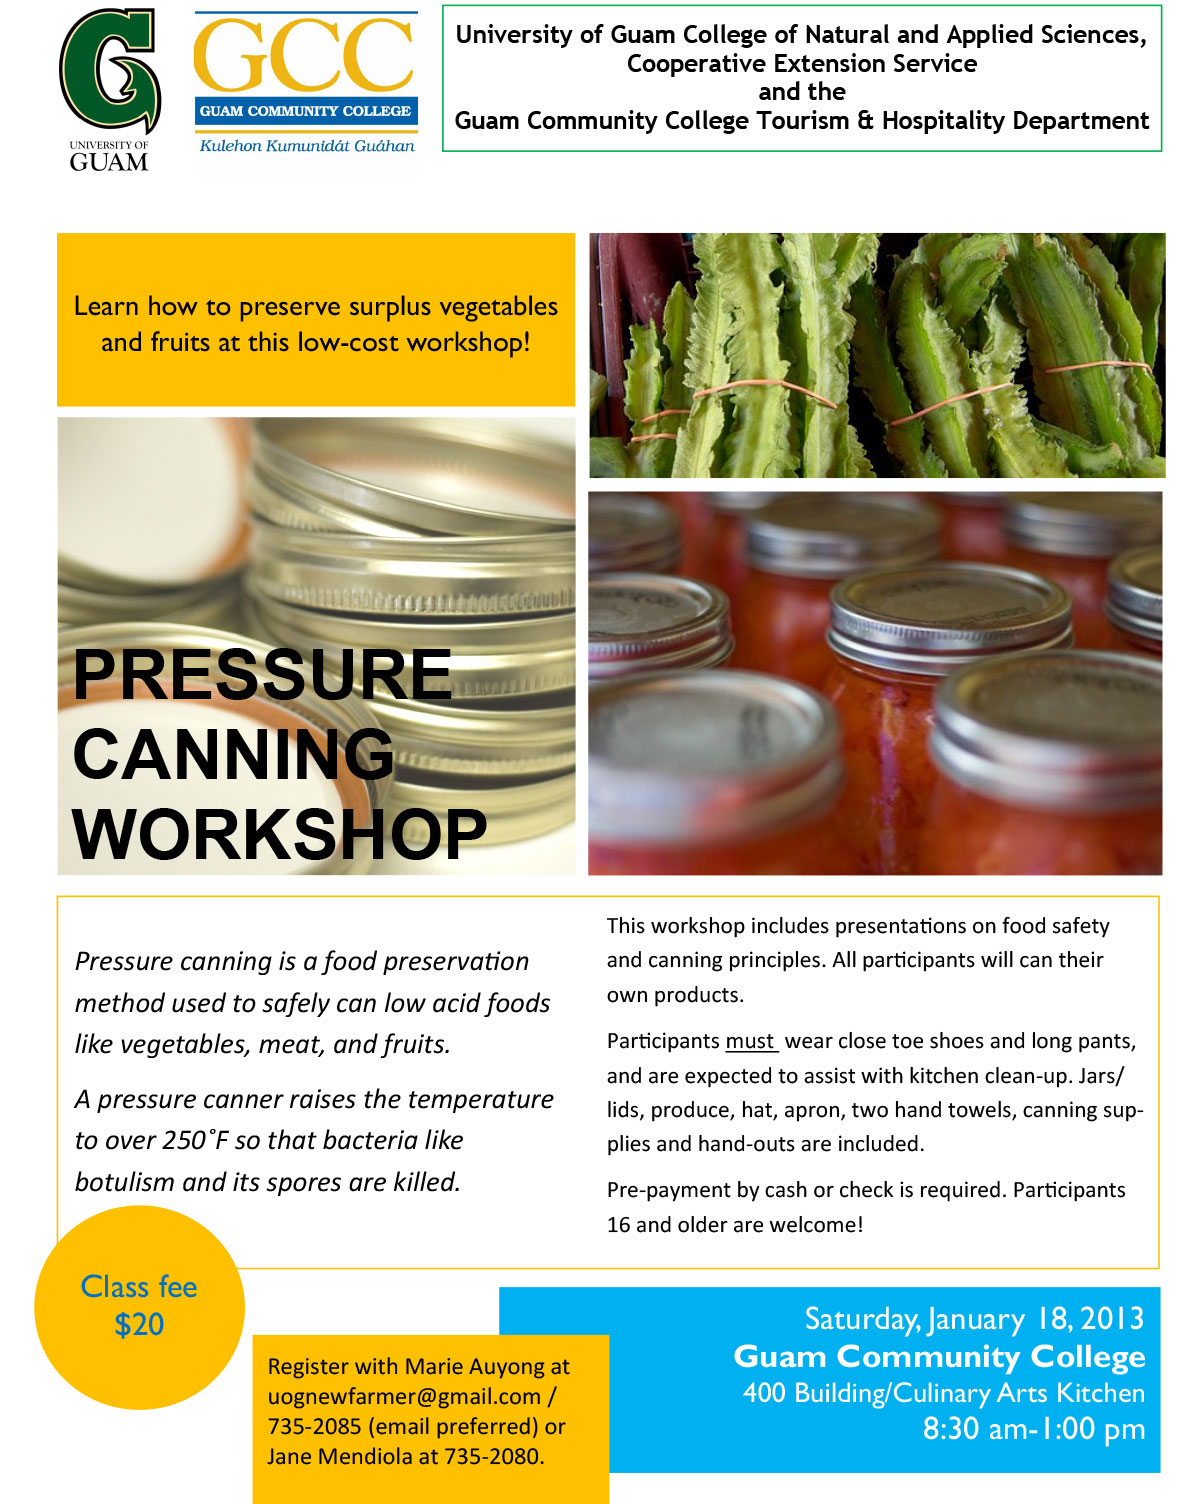 UNIVERSITY OF
GUAM
GCC
GUAM COMMUNITY COLLEGE
Kulehon Kumunidát Guáhan
University of Guam College of Natural and Applied Sciences,
Cooperative Extension Service
and the
Guam Community College Tourism & Hospitality Department
Learn how to preserve surplus vegetables
and fruits at this low-cost workshop!
PRESSURE
CANNING
WORKSHOP
Pressure canning is a food preservation
method used to safely can low acid foods
like vegetables, meat, and fruits.
A pressure canner raises the temperature
to over 250˚F so that bacteria like
botulism and its spores are killed.
This workshop includes presentations on food safety
and canning principles. All participants will can their
own products.
Participants must wear close toe shoes and long pants,
and are expected to assist with kitchen clean-up. Jars/
lids, produce, hat, apron, two hand towels, canning sup-
plies and hand-outs are included.
Pre-payment by cash or check is required. Participants
16 and older are welcome!
Class fee
$20
Register with Marie Auyong at
uognewfarmer@gmail.com /
735-2085 (email preferred) or
Jane Mendiola at 735-2080.
Saturday, January 18, 2013
Guam Community College
400 Building/Culinary Arts Kitchen
8:30 am-1:00 pm